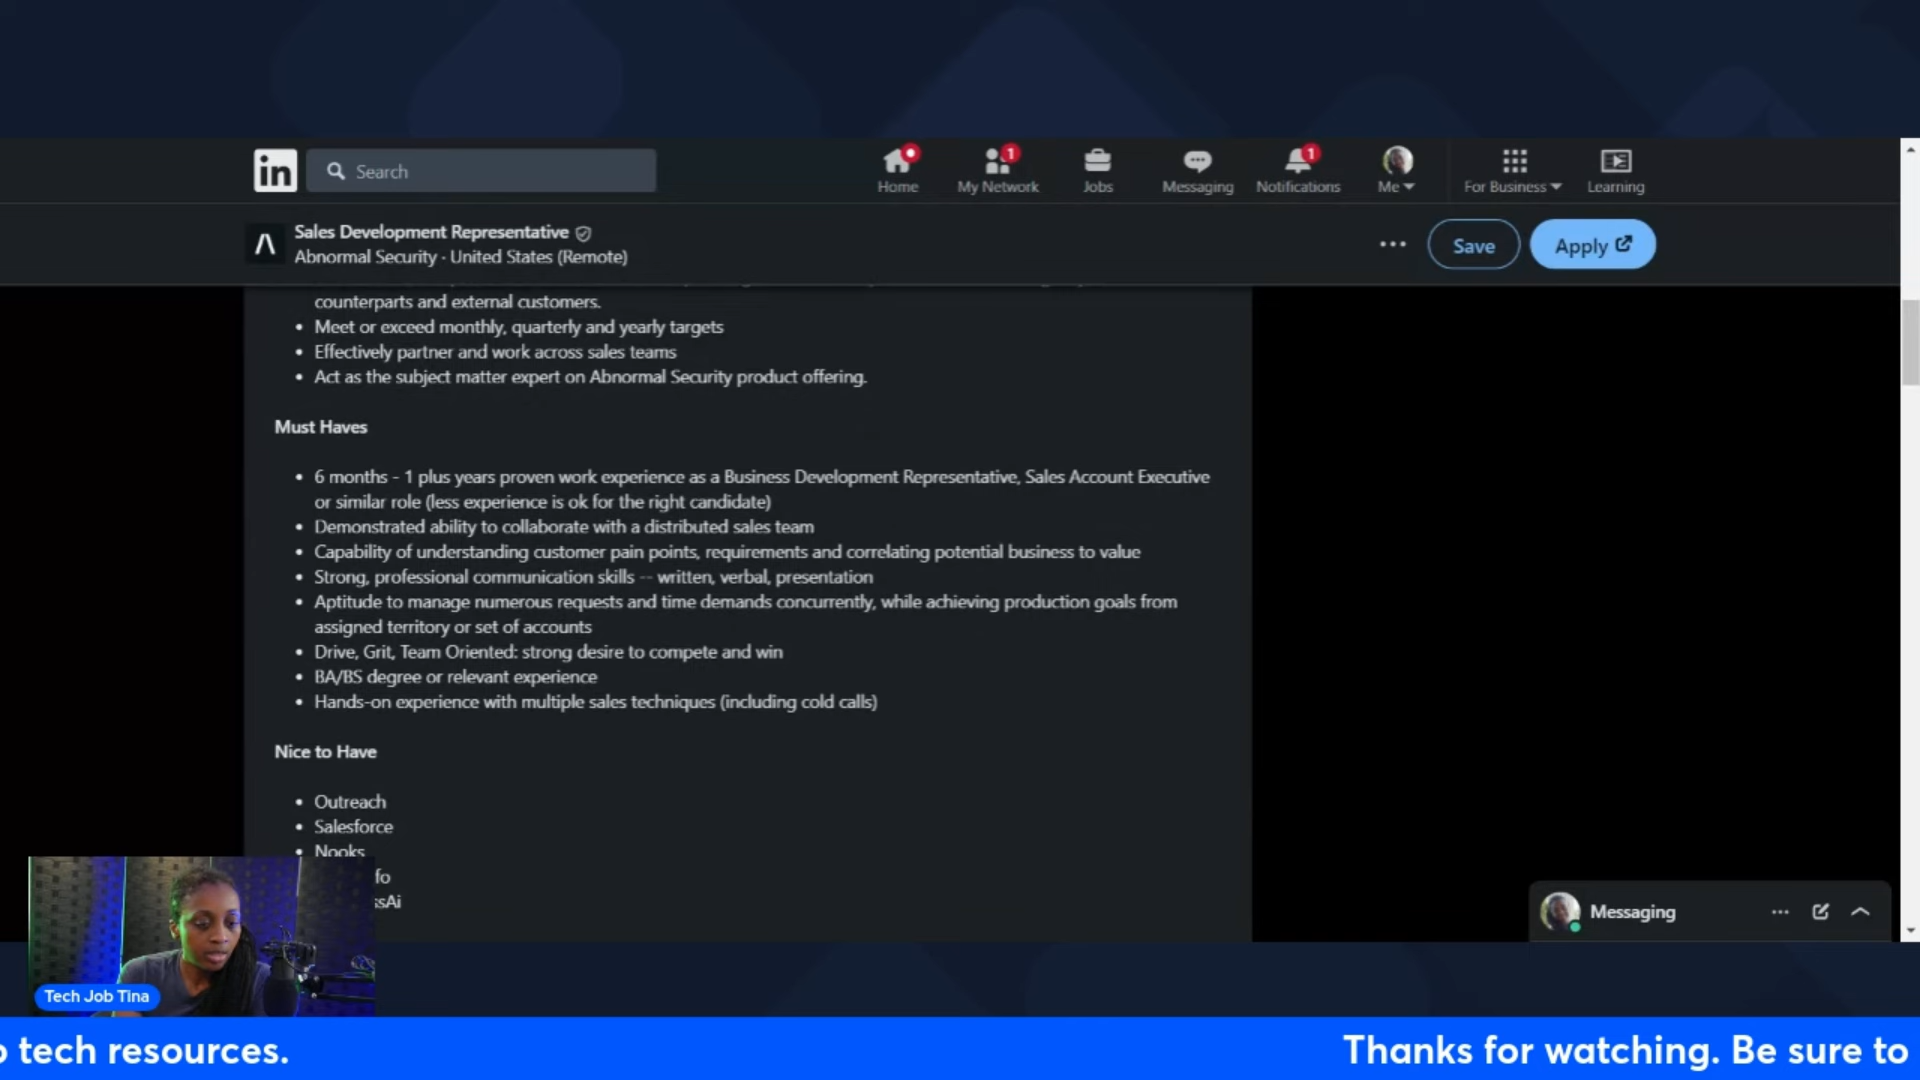 in
Search
Home
1
My Network
Jobs
Messaging
1
Notifications
Me
For Business
Learning
Sales Development Representative
Abnormal Security · United States (Remote)
Save
Apply
counterparts and external customers.
• Meet or exceed monthly, quarterly and yearly targets
• Effectively partner and work across sales teams
• Act as the subject matter expert on Abnormal Security product offering.
Must Haves
• 6 months - 1 plus years proven work experience as a Business Development Representative, Sales Account Executive
or similar role (less experience is ok for the right candidate)
• Demonstrated ability to collaborate with a distributed sales team
• Capability of understanding customer pain points, requirements and correlating potential business to value
• Strong, professional communication skills -- written, verbal, presentation
• Aptitude to manage numerous requests and time demands concurrently, while achieving production goals from
assigned territory or set of accounts
• Drive, Grit, Team Oriented: strong desire to compete and win
• BA/BS degree or relevant experience
• Hands-on experience with multiple sales techniques (including cold calls)
Nice to Have
• Outreach
• Salesforce
• Nooks
fo
ssAi
Messaging
Tech Job Tina
o tech resources.
Thanks for watching. Be sure to